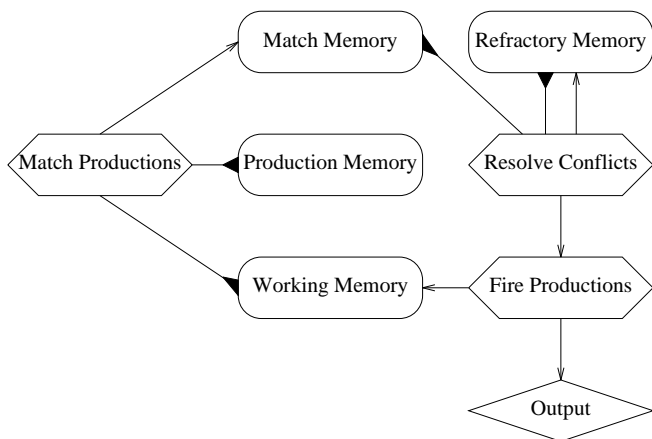 Match Memory
Refractory Memory
Match Productions
Production Memory
Resolve Conflicts
Working Memory
Fire Productions
Output